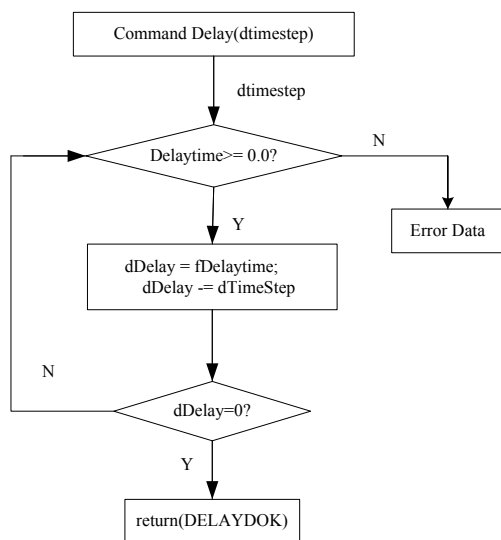 Command Delay(dtimestep)
dtimestep
Delaytime>= 0.0?
N
Y
Error Data
dDelay = fDelaytime;
dDelay -= dTimeStep
N
dDelay=0?
Y
return(DELAYDOK)